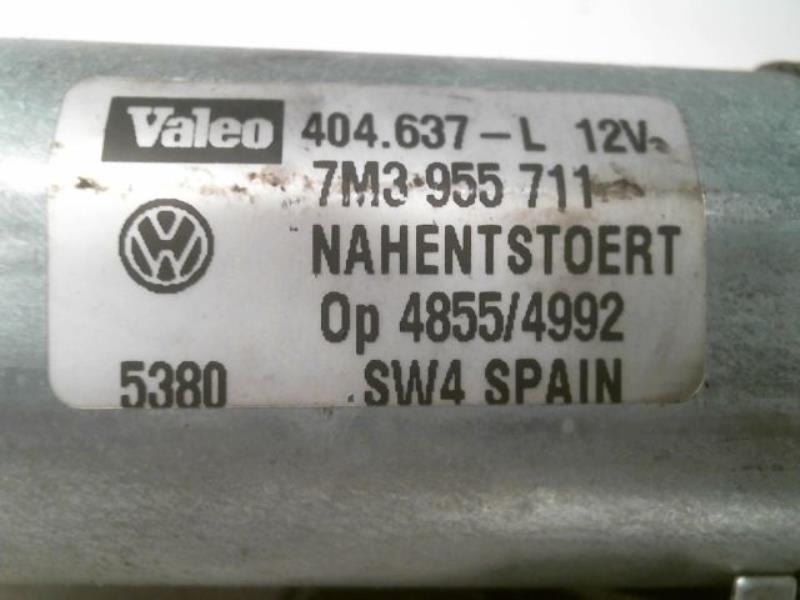 Valeo 404.637-L 12V
7M3 955 711
NAHENTSTOERT
Op 4855/4992
5380 .SW4 SPAIN